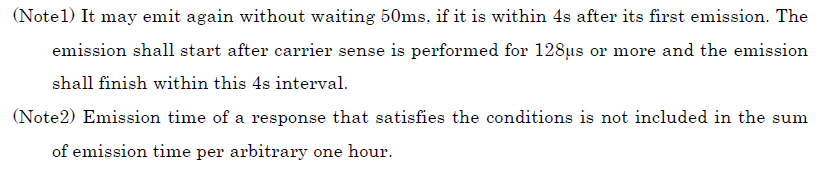 (Note1) It may emit again without waiting 50ms, if it is within 4s after its first emission. The
emission shall start after carrier sense is performed for 128μs or more and the emission
shall finish within this 4s interval.
(Note2) Emission time of a response that satisfies the conditions is not included in the sum
of emission time per arbitrary one hour.